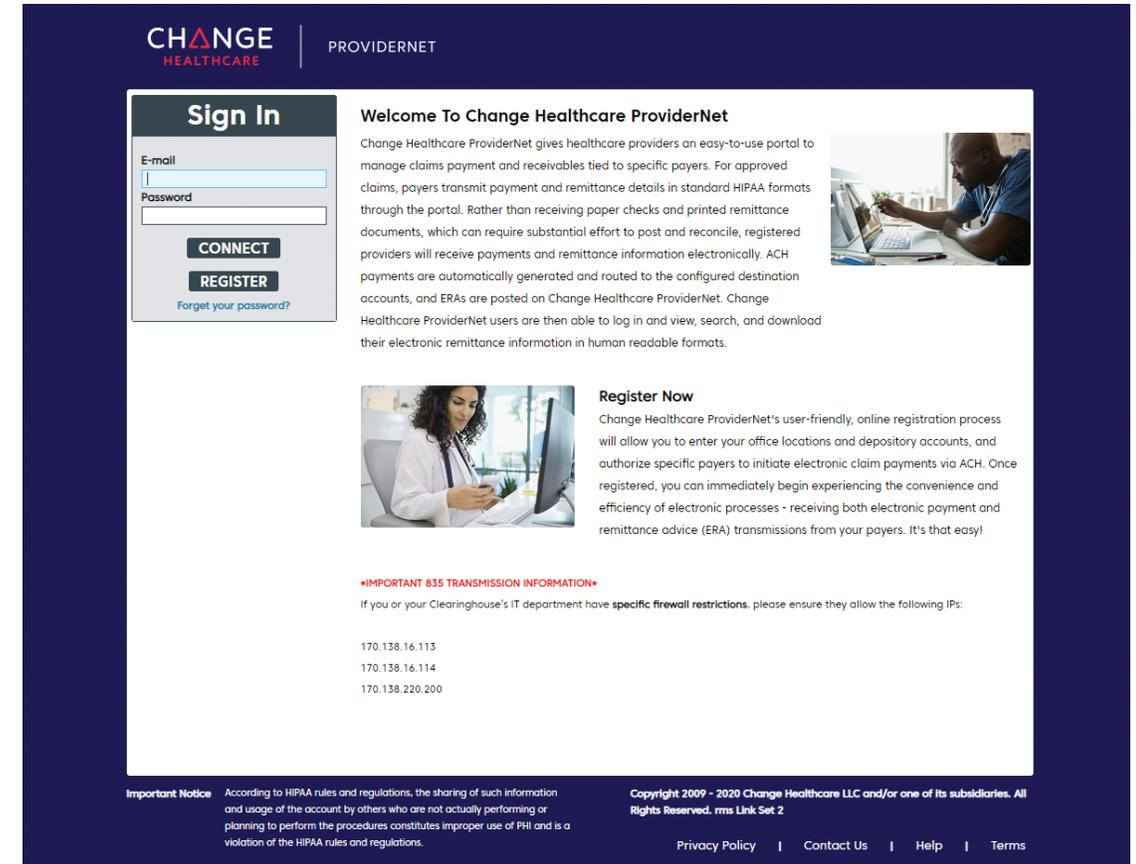 CHANGE
HEALTHCARE
PROVIDERNET
Sign In
E-mail
Password
CONNECT
REGISTER
Forget your password?
Welcome To Change Healthcare ProviderNet
Change Healthcare ProviderNet gives healthcare providers an easy-to-use portal to
manage claims payment and receivables tied to specific payers. For approved
claims, payers transmit payment and remittance details in standard HIPAA formats
through the portal. Rather than receiving paper checks and printed remittance
documents, which can require substantial effort to post and reconcile, registered
providers will receive payments and remittance information electronically. ACH
payments are automatically generated and routed to the configured destination
accounts, and ERAs are posted on Change Healthcare ProviderNet. Change
Healthcare ProviderNet users are then able to log in and view, search, and download
their electronic remittance information in human readable formats.
Register Now
Change Healthcare ProviderNet's user-friendly, online registration process
will allow you to enter your office locations and depository accounts, and
authorize specific payers to initiate electronic claim payments via ACH. Once
registered, you can immediately begin experiencing the convenience and
efficiency of electronic processes - receiving both electronic payment and
remittance advice (ERA) transmissions from your payers. It's that easy!
*IMPORTANT 835 TRANSMISSION INFORMATION*
If you or your Clearinghouse's IT department have specific firewall restrictions, please ensure they allow the following IPs:
170.138.16.113
170.138.16.114
170.138.220.200
Important Notice
According to HIPAA rules and regulations, the sharing of such information
and usage of the account by others who are not actually performing or
planning to perform the procedures constitutes improper use of PHI and is a
violation of the HIPAA rules and regulations.
Copyright 2009 - 2020 Change Healthcare LLC and/or one of its subsidiaries. All
Rights Reserved. rms Link Set 2
Privacy Policy | Contact Us | Help | Terms